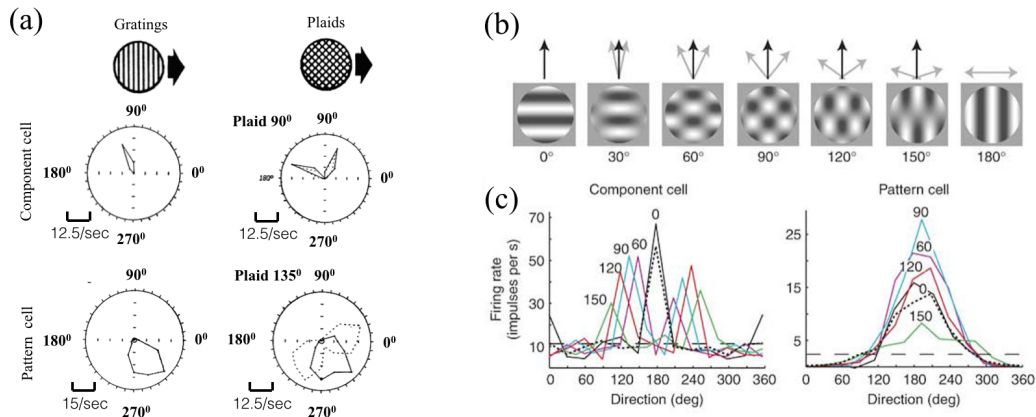 (a)
Gratings
Plaids
Component cell
90⁰
180⁰
0⁰
270⁰
12.5/sec
Plaid 90⁰
90⁰
180⁰
0⁰
270⁰
12.5/sec
Pattern cell
90⁰
180⁰
0⁰
270⁰
15/sec
Plaid 135⁰
90⁰
180⁰
0⁰
270⁰
12.5/sec
(b)
0° 30° 60° 90° 120° 150° 180°
(c)
Component cell
Firing rate
(impulses per s)
70
50
30
10
0
90 60
120
150
0 60 120 180 240 300 360
Direction (deg)
Pattern cell
25
15
5
90
60
120
0
150
0 60 120 180 240 300 360
Direction (deg)